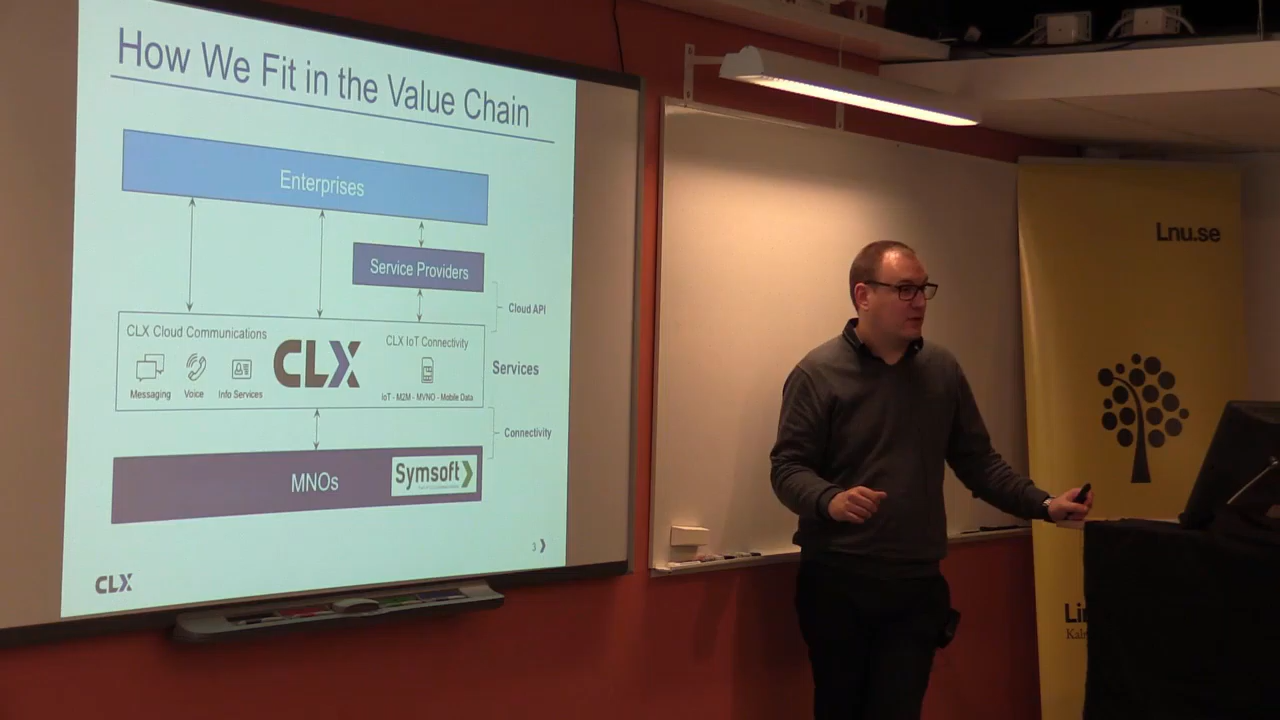 How We Fit in the Value Chain
Enterprises
Service Providers
Cloud API
CLX Cloud Communications
CLX
CLX IoT Connectivity
Services
Messaging
Voice
Info Services
IoT - M2M - MVNO - Mobile Data
Connectivity
MNOs
Symsoft
3
CLX
Lnu.se